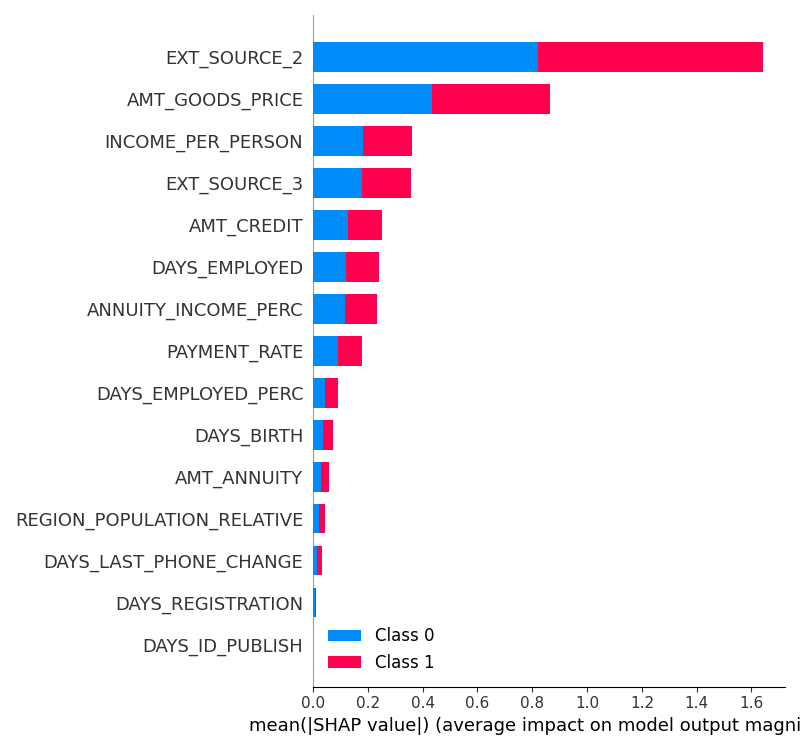 EXT_SOURCE_2
AMT_GOODS_PRICE
INCOME_PER_PERSON
EXT_SOURCE_3
AMT_CREDIT
DAYS_EMPLOYED
ANNUITY_INCOME_PERC
PAYMENT_RATE
DAYS_EMPLOYED_PERC
DAYS_BIRTH
AMT_ANNUITY
REGION_POPULATION_RELATIVE
DAYS_LAST_PHONE_CHANGE
DAYS_REGISTRATION
DAYS_ID_PUBLISH
Class 0
Class 1
0.0 0.2 0.4 0.6 0.8 1.0 1.2 1.4 1.6
mean(|SHAP value|) (average impact on model output magni